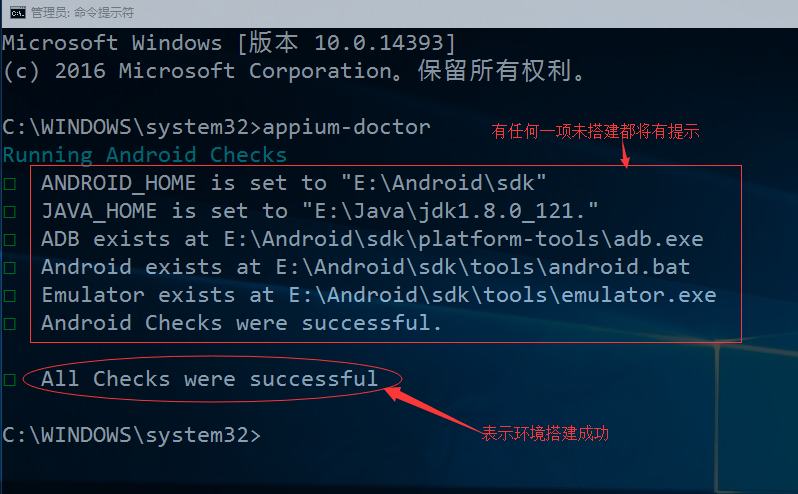 管理员: 命令提示符
Microsoft Windows [版本 10.0.14393]
(c) 2016 Microsoft Corporation。保留所有权利。
C:\WINDOWS\system32>appium-doctor
有任何一项未搭建都将有提示
Running Android Checks
ANDROID_HOME is set to "E:\Android\sdk"
JAVA_HOME is set to "E:\Java\jdk1.8.0_121."
ADB exists at E:\Android\sdk\platform-tools\adb.exe
Android exists at E:\Android\sdk\tools\android.bat
Emulator exists at E:\Android\sdk\tools\emulator.exe
Android Checks were successful.
All Checks were successful
表示环境搭建成功
C:\WINDOWS\system32>